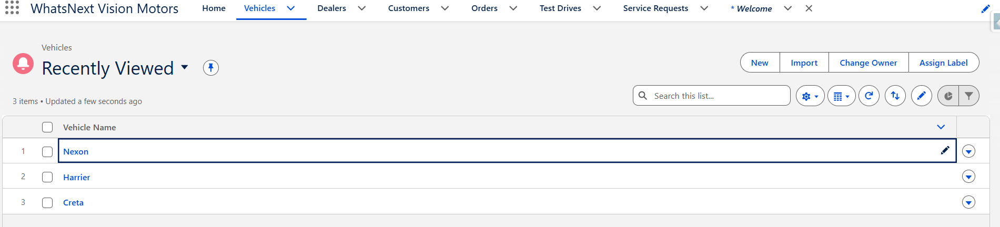 WhatsNext Vision Motors Home Vehicles Dealers Customers Orders Test Drives Service Requests * Welcome
Vehicles
Recently Viewed
New Import Change Owner Assign Label
3 items • Updated a few seconds ago
Search this list...
Vehicle Name
1 Nexon
2 Harrier
3 Creta